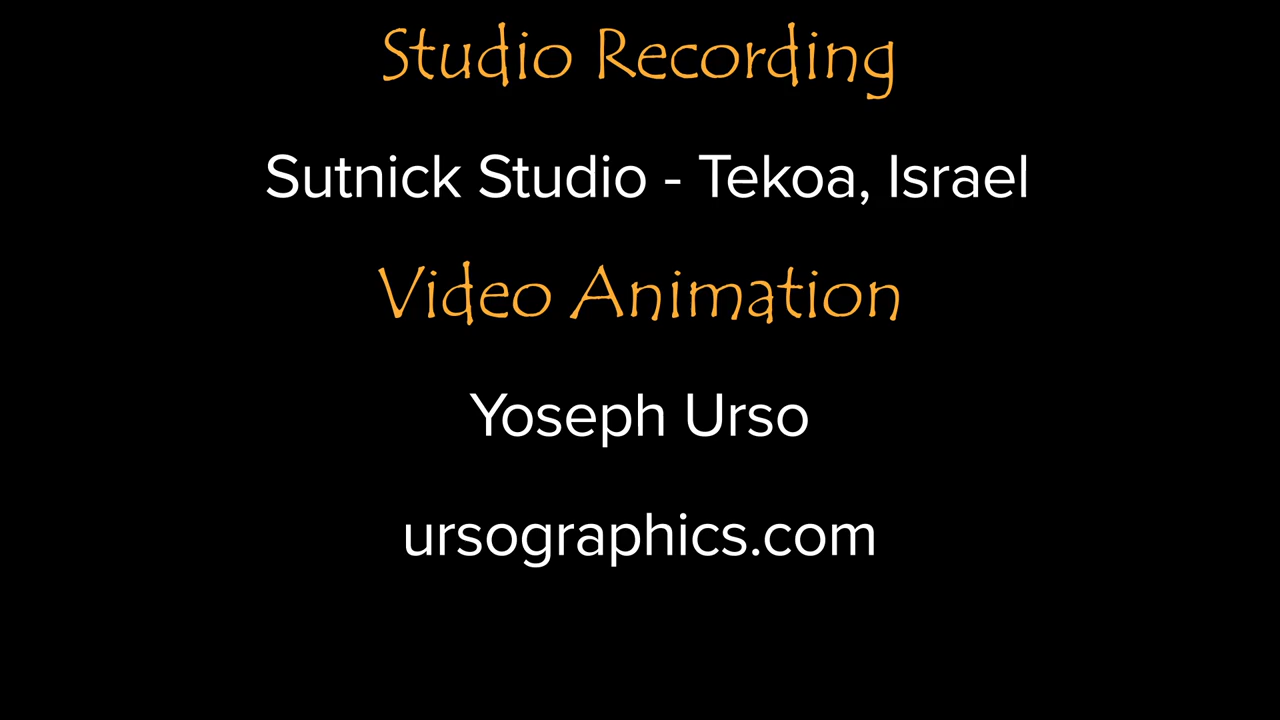 Studio Recording
Sutnick Studio - Tekoa, Israel
Video Animation
Yoseph Urso
ursographics.com